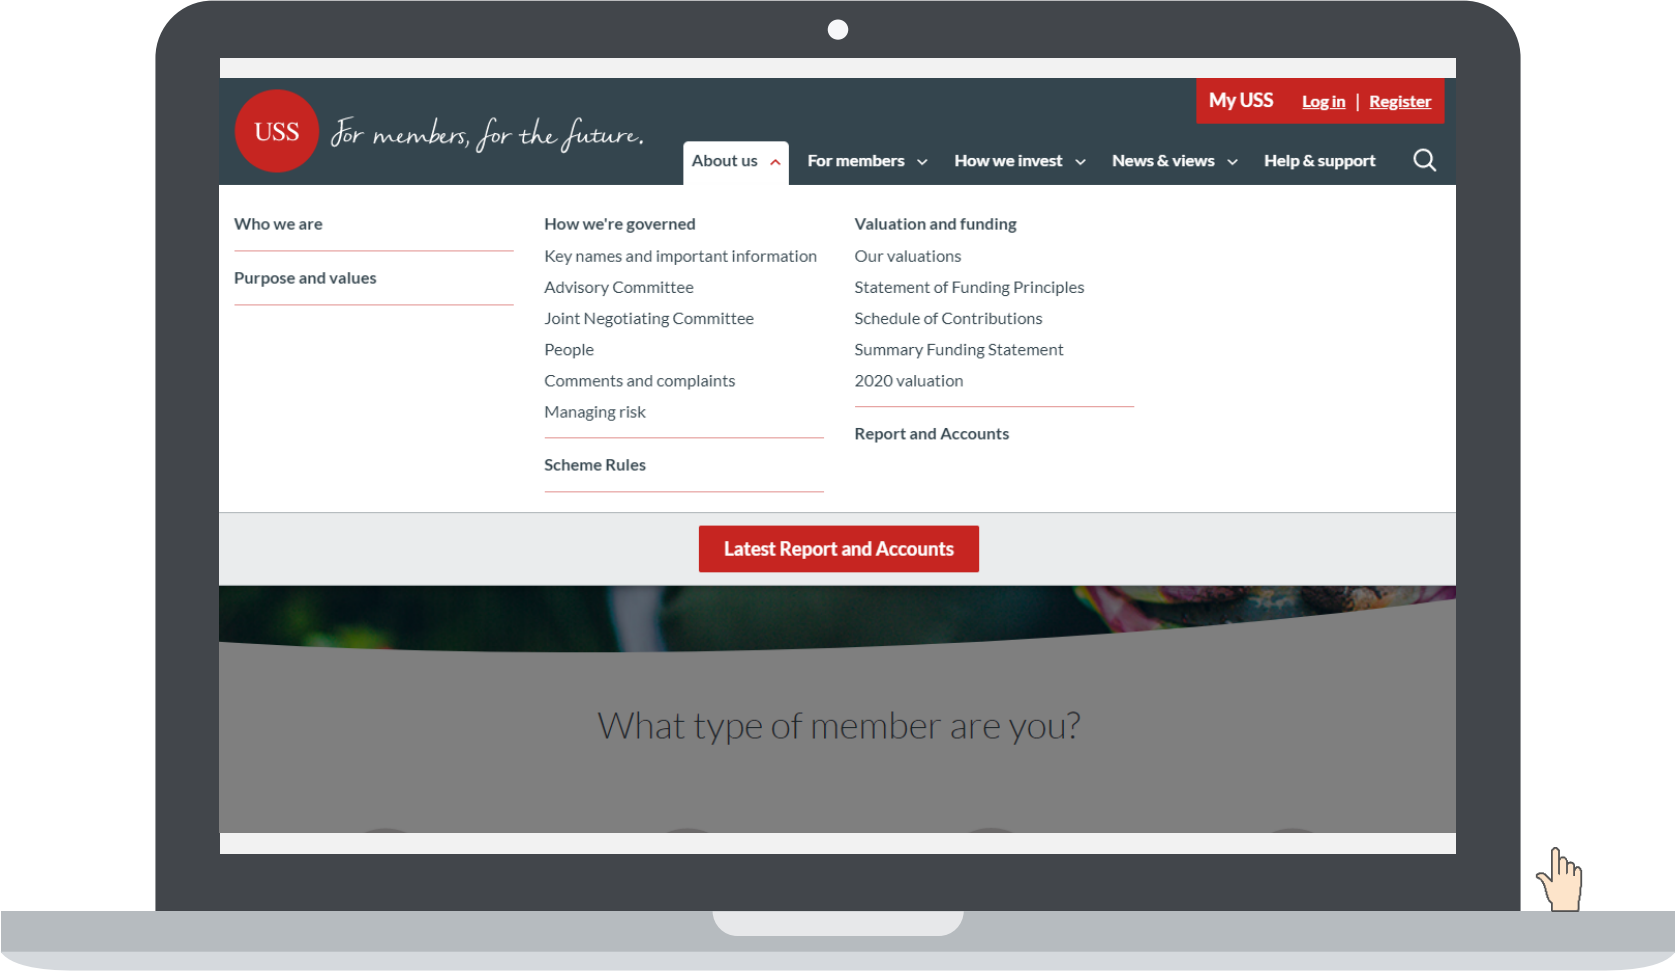 My USS Log in | Register
USS For members, for the future.
About us For members How we invest News & views Help & support
Who we are
Purpose and values
How we're governed
Key names and important information
Advisory Committee
Joint Negotiating Committee
People
Comments and complaints
Managing risk
Scheme Rules
Valuation and funding
Our valuations
Statement of Funding Principles
Schedule of Contributions
Summary Funding Statement
2020 valuation
Report and Accounts
Latest Report and Accounts
What type of member are you?